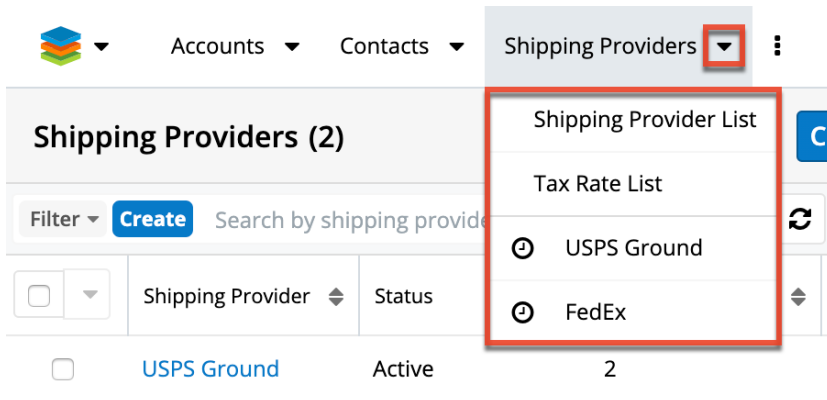 Accounts Contacts Shipping Providers
Shipping Providers (2)
Shipping Provider List
C
Tax Rate List
Filter Create Search by shipping provide
USPS Ground
Shipping Provider Status
FedEx
USPS Ground Active 2